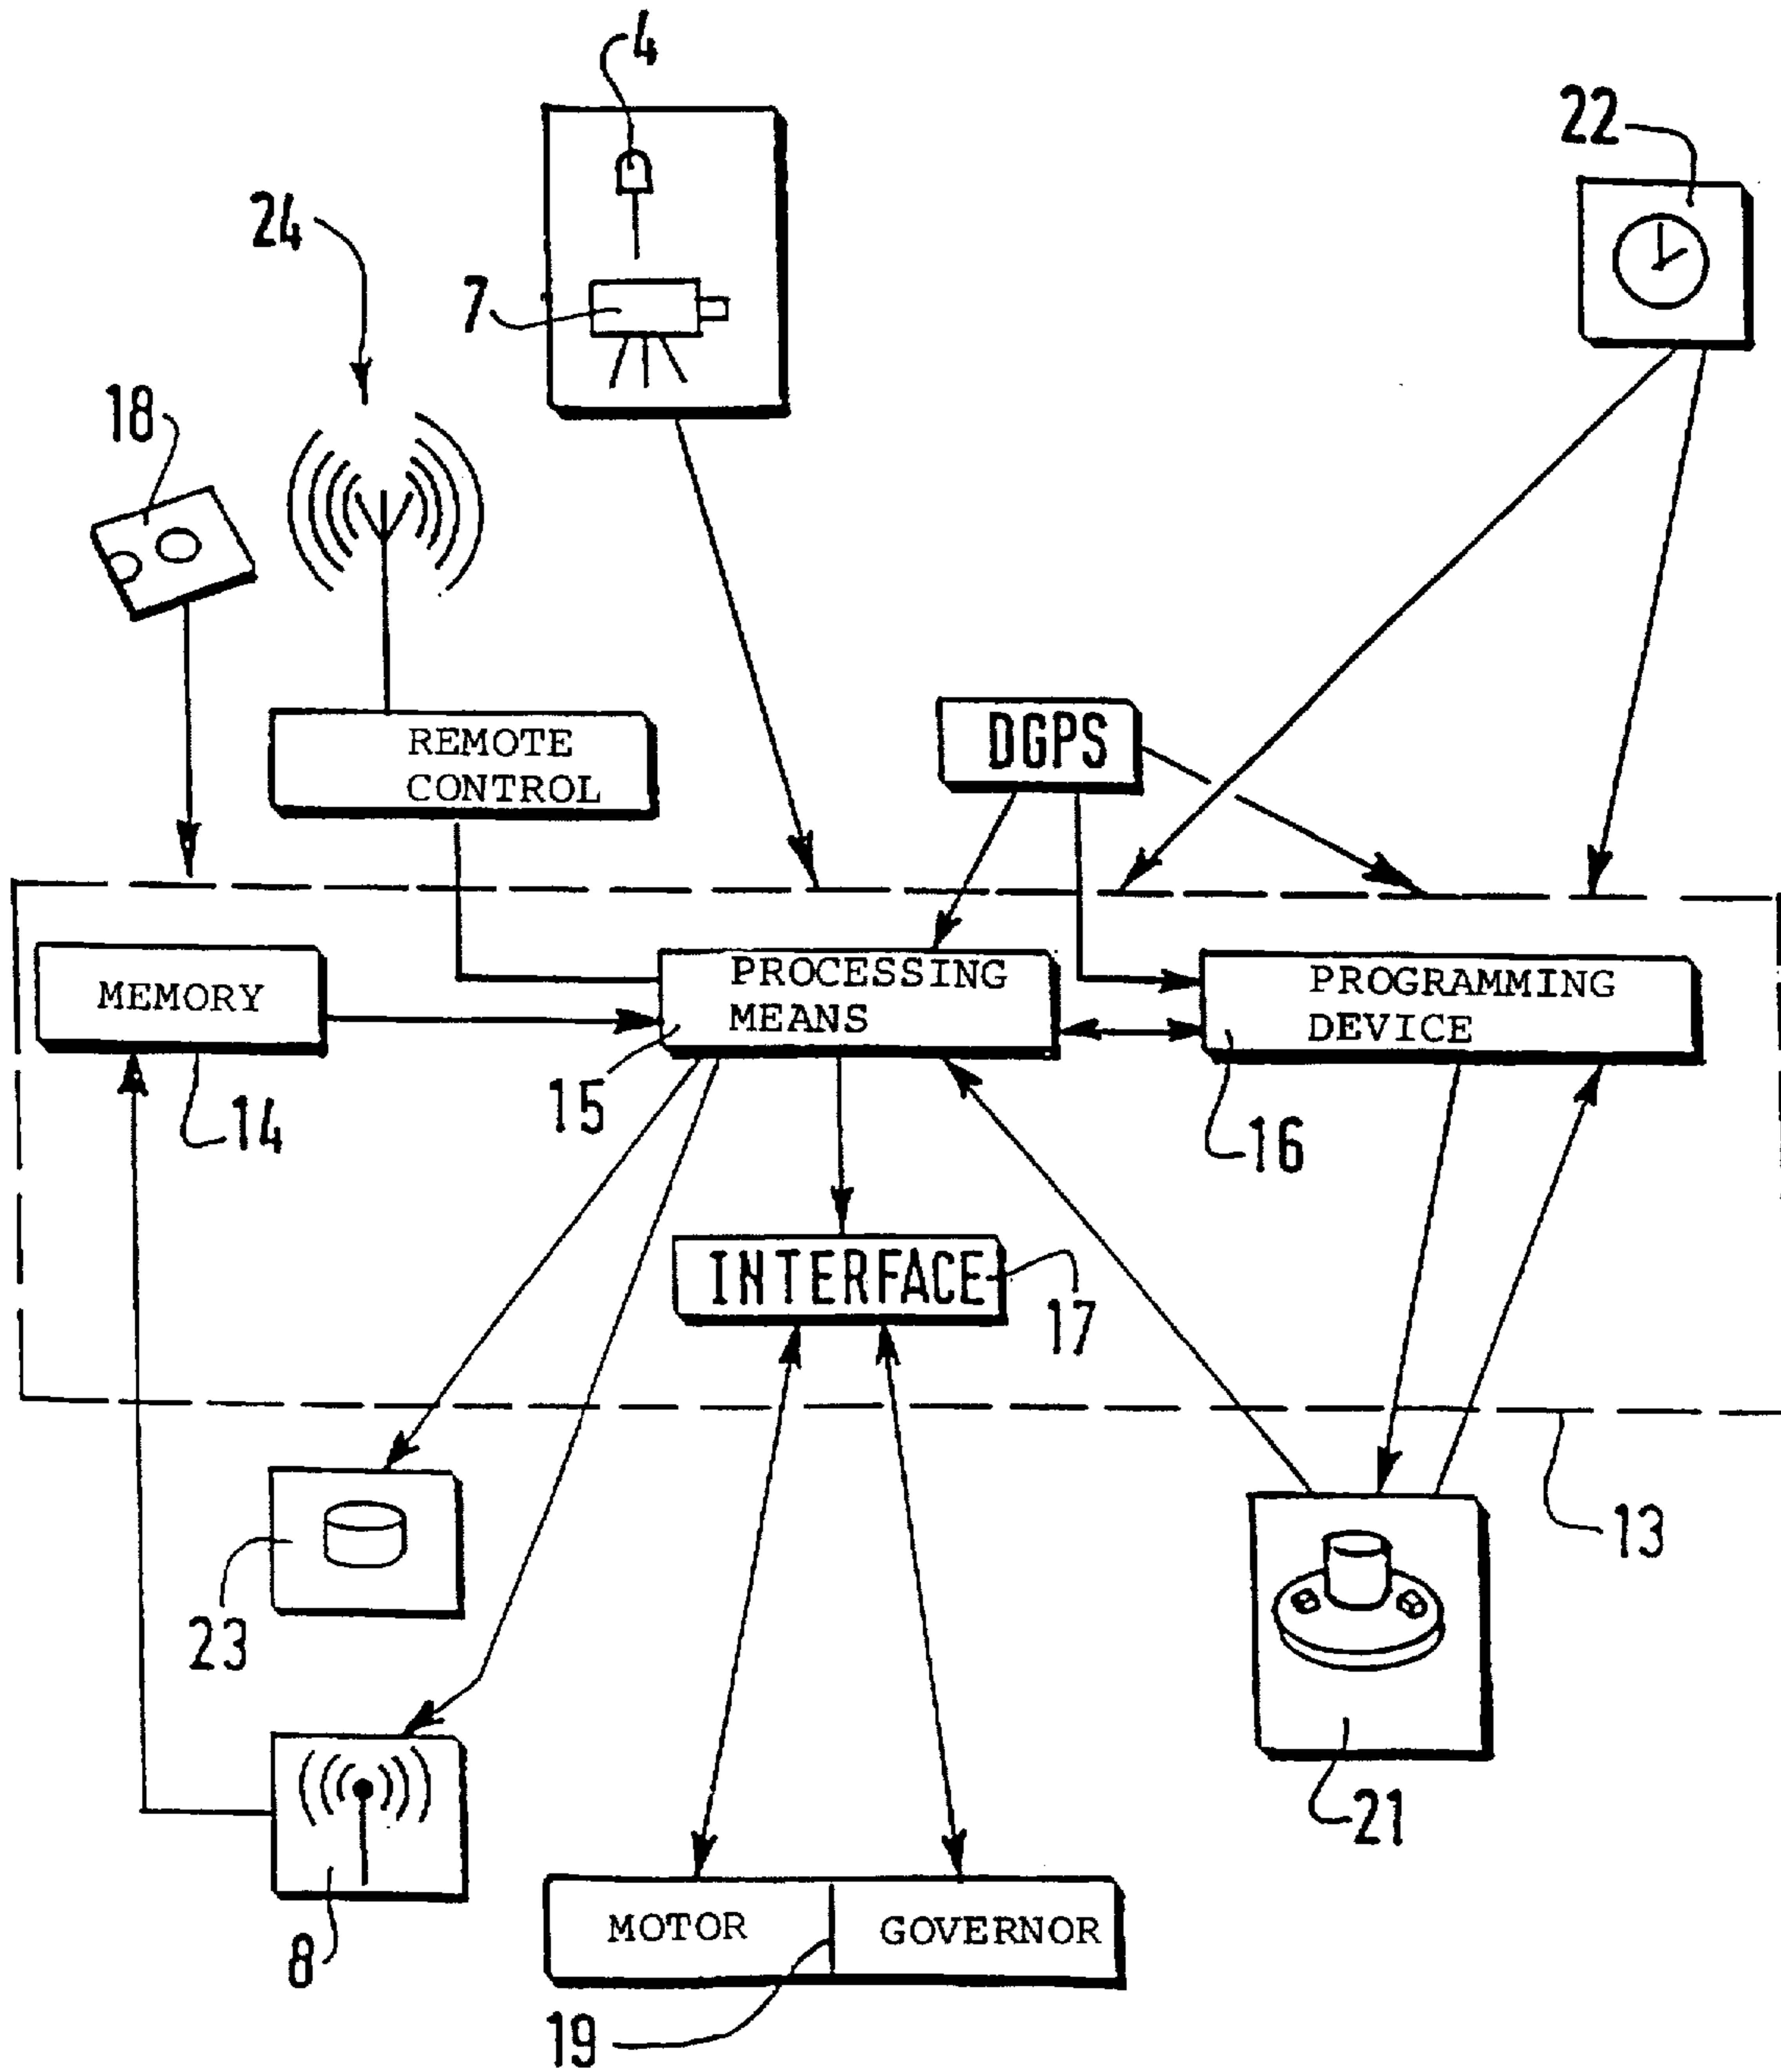 4
22
24
7
18
DGPS
REMOTE
CONTROL
MEMORY
PROCESSING
MEANS
PROGRAMMING
DEVICE
14
15
16
INTERFACE
17
13
23
21
8
MOTOR
GOVERNOR
19